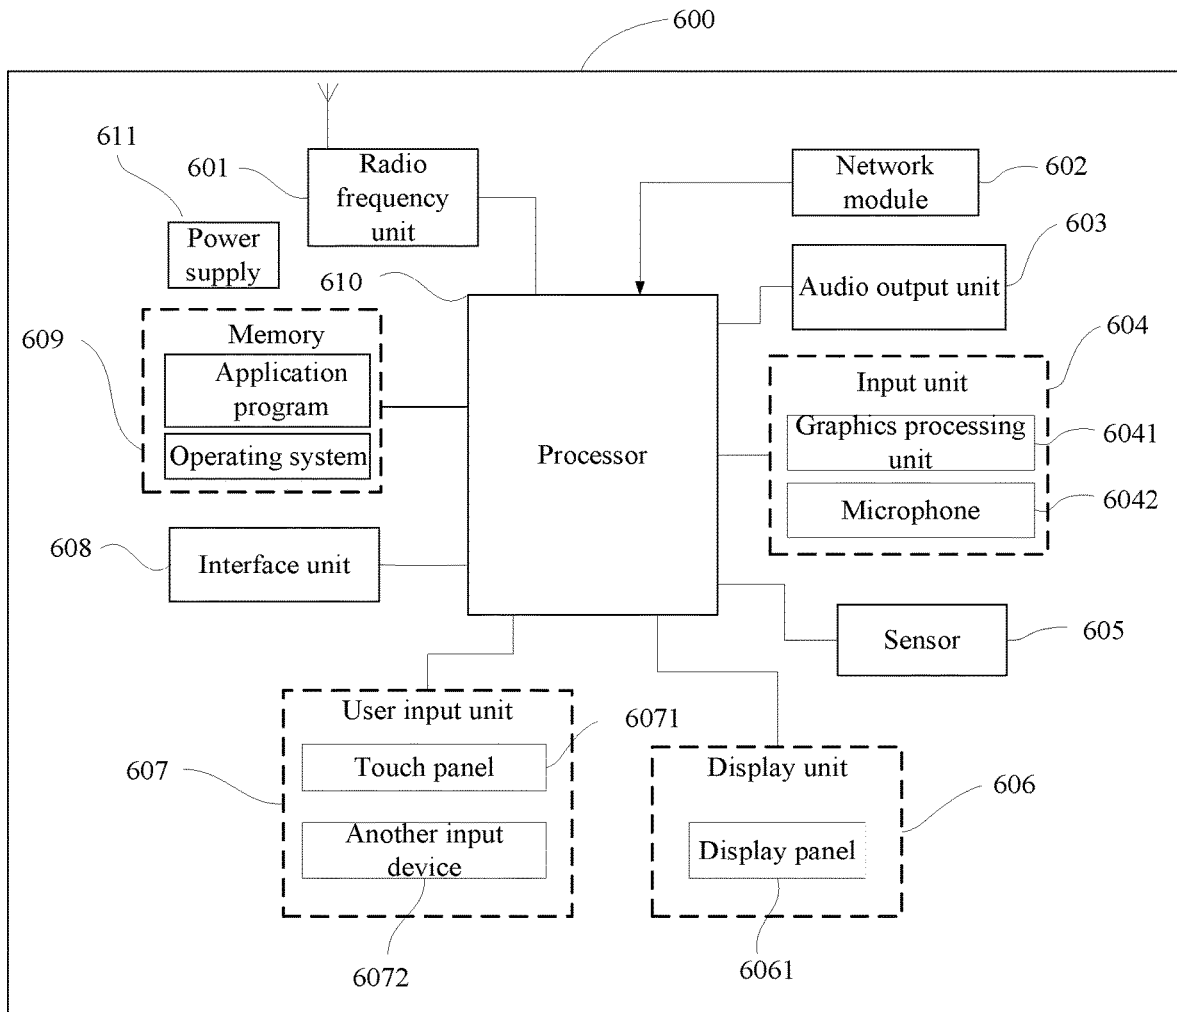 600
611
601
Radio
frequency
unit
Network
module
602
Power
supply
603
Audio output unit
610
609
Memory
Application
program
Operating system
604
Input unit
Graphics processing
unit
6041
Microphone
6042
Processor
608
Interface unit
Sensor
605
User input unit
6071
607
Touch panel
Another input
device
6072
Display unit
606
Display panel
6061